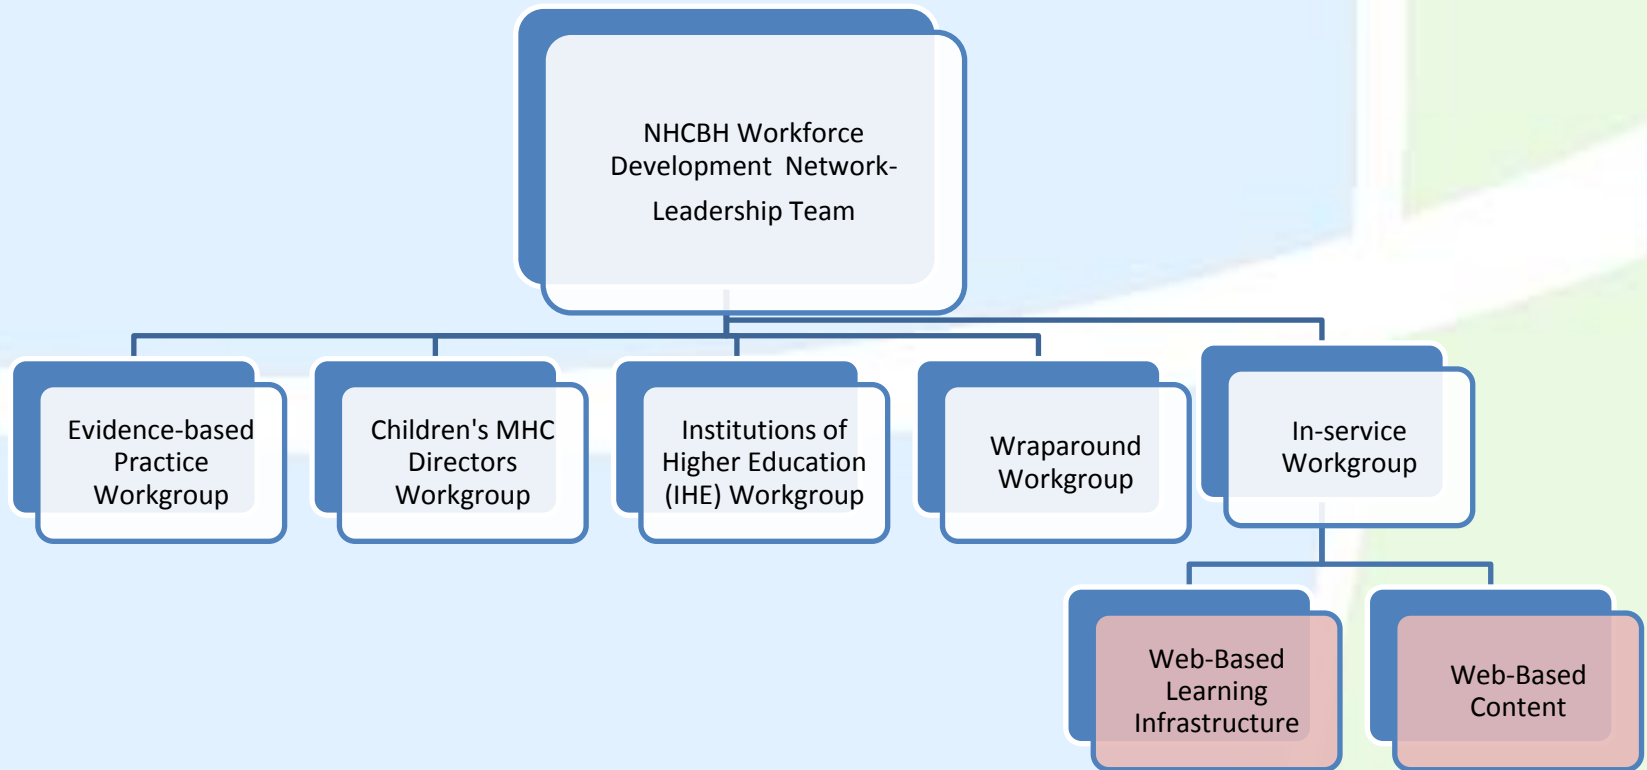 NHCBH Workforce
Development  Network-
Leadership Team
Evidence-based
Practice
Workgroup
Children's MHC
Directors
Workgroup
Institutions of
Higher Education
(IHE) Workgroup
Wraparound
Workgroup
In-service
Workgroup
Web-Based
Learning
Infrastructure
Web-Based
Content